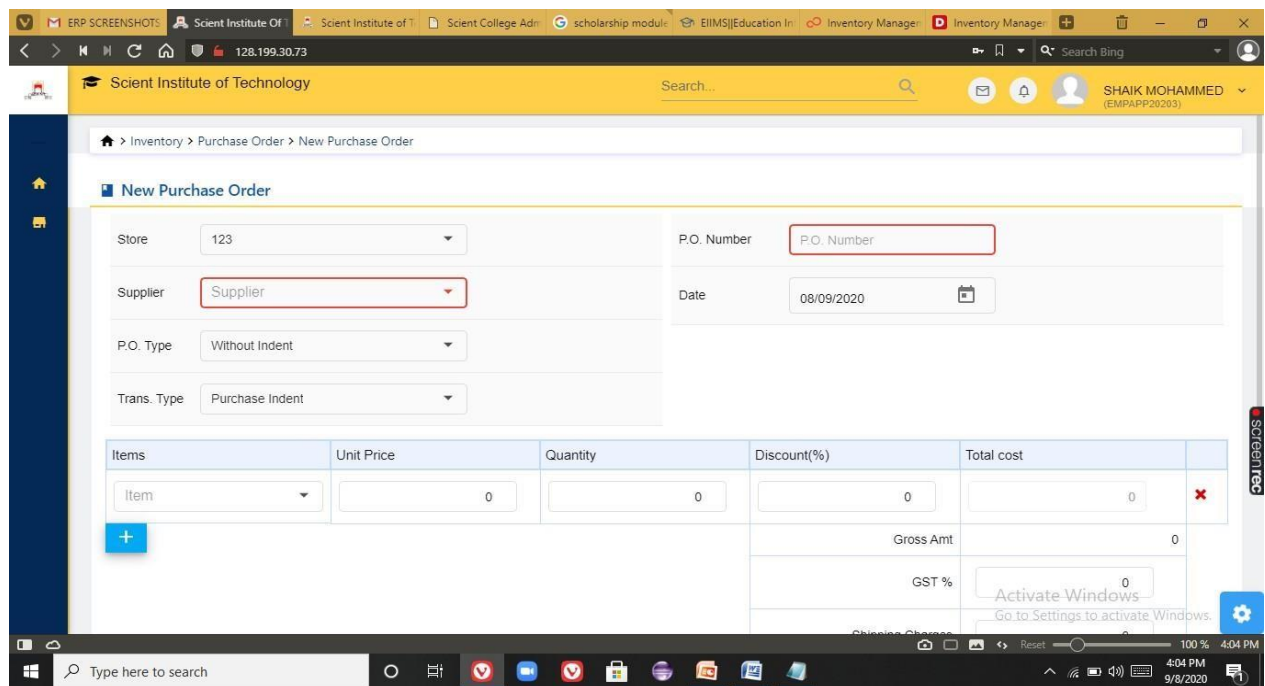 ERP SCREENSHOTS Scient Institute Of T Scient Institute of T Scient College Adm scholarship module EIIMS||Education In Inventory Manager Inventory Manager
128.199.30.73 Search Bing
Scient Institute of Technology Search... SHAIK MOHAMMED
(EMPAPP20203)
> Inventory > Purchase Order > New Purchase Order
New Purchase Order
Store 123 P.O. Number P.O. Number
Supplier Supplier Date 08/09/2020
P.O. Type Without Indent
Trans. Type Purchase Indent
screenrec
Items Unit Price Quantity Discount(%) Total cost
Item 0 0 0 0
+
Gross Amt 0
GST % 0
Activate Windows
Go to Settings to activate Windows.
Shipping Charges 0
Reset 100 % 4:04 PM
Type here to search 4:04 PM
9/8/2020